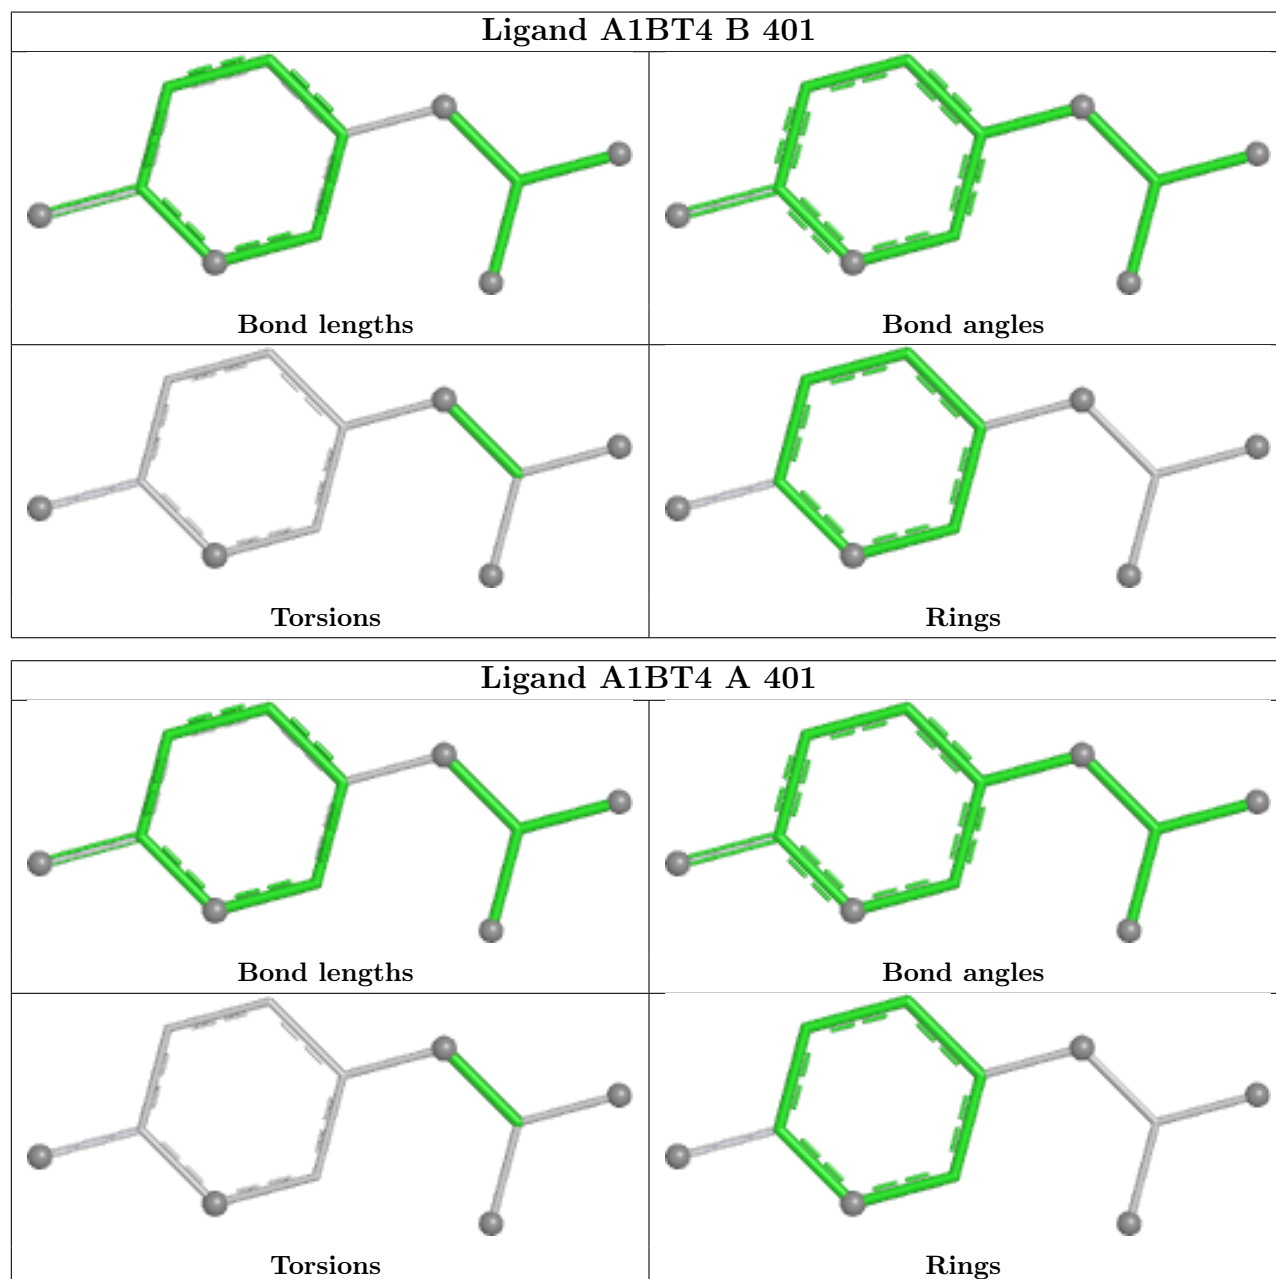 Ligand A1BT4 B 401
Bond lengths
Bond angles
Torsions
Rings
Ligand A1BT4 A 401
Bond lengths
Bond angles
Torsions
Rings